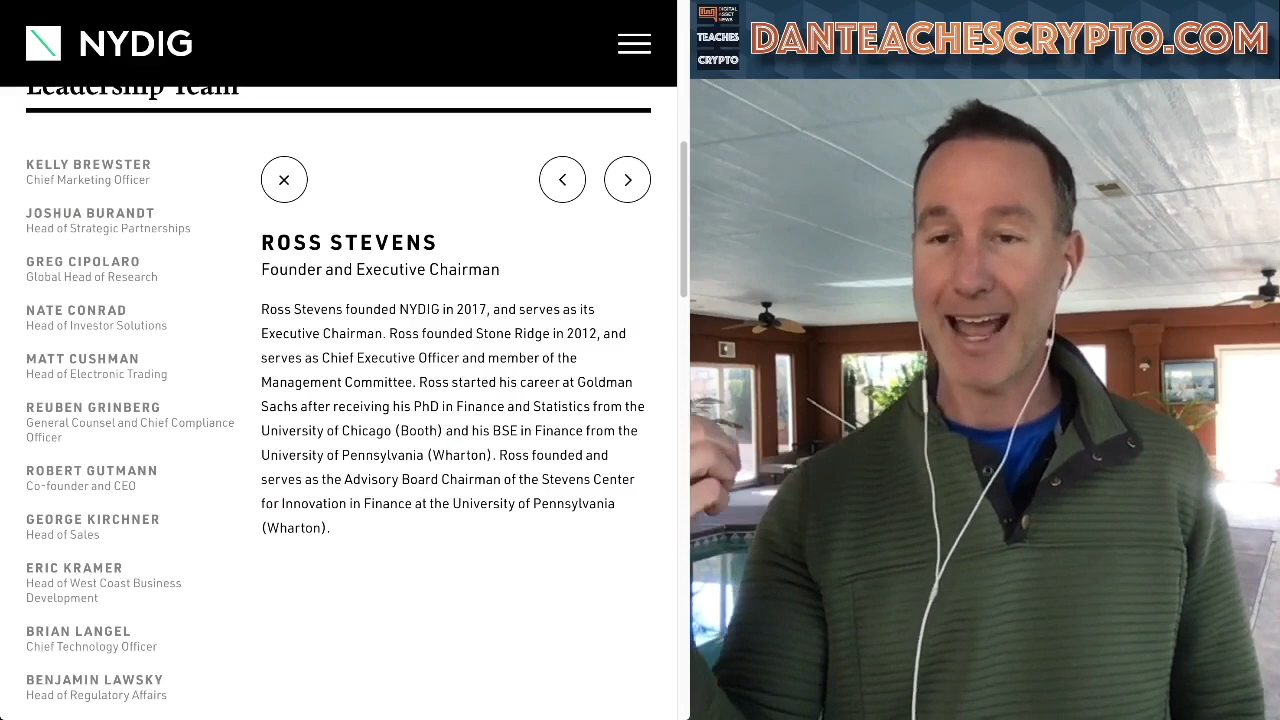 NYDIG
Leadership Team
KELLY BREWSTER
Chief Marketing Officer
JOSHUA BURANDT
Head of Strategic Partnerships
GREG CIPOLARO
Global Head of Research
NATE CONRAD
Head of Investor Solutions
MATT CUSHMAN
Head of Electronic Trading
REUBEN GRINBERG
General Counsel and Chief Compliance
Officer
ROBERT GUTMANN
Co-founder and CEO
GEORGE KIRCHNER
Head of Sales
ERIC KRAMER
Head of West Coast Business
Development
BRIAN LANGEL
Chief Technology Officer
BENJAMIN LAWSKY
Head of Regulatory Affairs
ROSS STEVENS
Founder and Executive Chairman
Ross Stevens founded NYDIG in 2017, and serves as its
Executive Chairman. Ross founded Stone Ridge in 2012, and
serves as Chief Executive Officer and member of the
Management Committee. Ross started his career at Goldman
Sachs after receiving his PhD in Finance and Statistics from the
University of Chicago (Booth) and his BSE in Finance from the
University of Pennsylvania (Wharton). Ross founded and
serves as the Advisory Board Chairman of the Stevens Center
for Innovation in Finance at the University of Pennsylvania
(Wharton).
DIGITAL
ASSET
NEWS
TEACHES
CRYPTO
DANTEACHESCRYPTO.COM